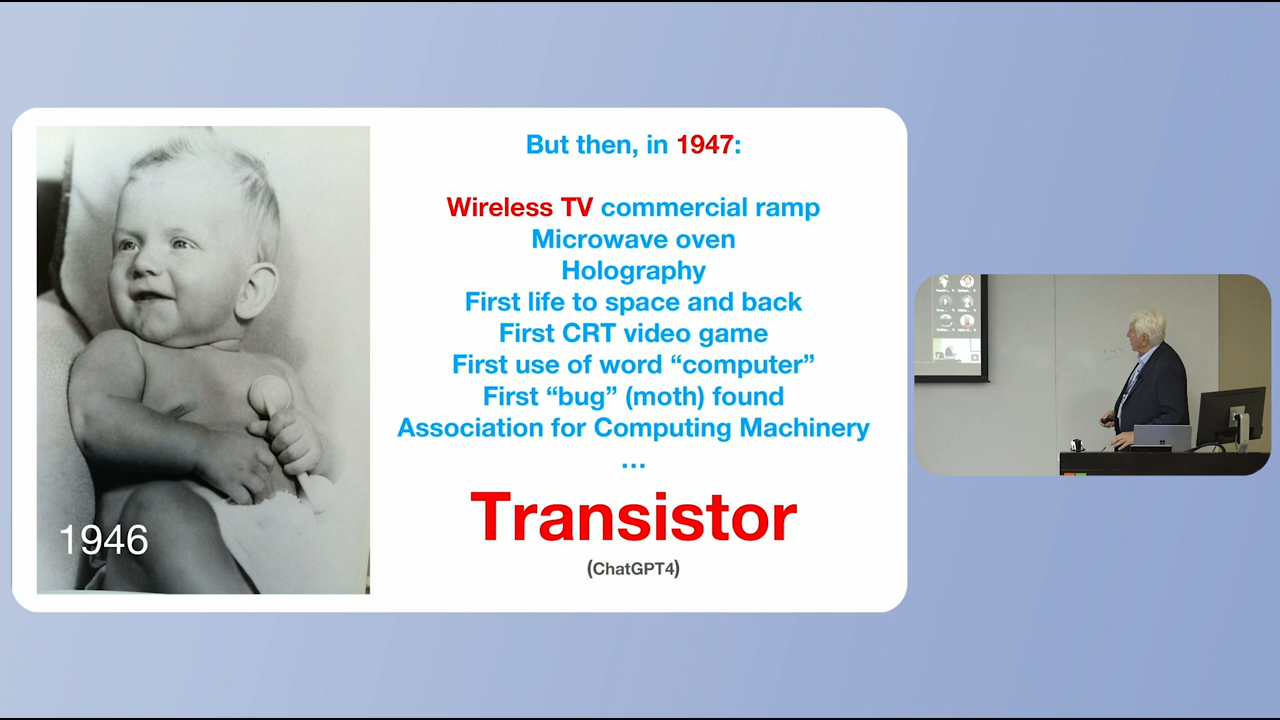 But then, in 1947:
Wireless TV commercial ramp
Microwave oven
Holography
First life to space and back
First CRT video game
First use of word “computer”
First “bug” (moth) found
Association for Computing Machinery
…
Transistor
(ChatGPT4)
1946